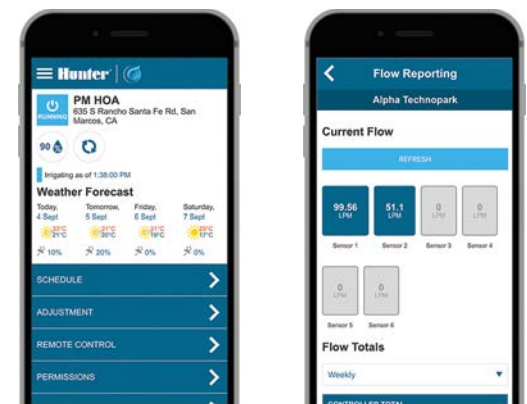 Hunter
RUNNING
PM HOA
635 S Rancho Santa Fe Rd, San
Marcos, CA
90
Irrigating as of 1:38:00 PM
Weather Forecast
Today, Tomorrow, Friday, Saturday,
4 Sept 5 Sept 6 Sept 7 Sept
10% 20% 0% 0%
SCHEDULE
ADJUSTMENT
REMOTE CONTROL
PERMISSIONS
Flow Reporting
Alpha Technopark
Current Flow
REFRESH
99.56 51.1 0 0
LPM LPM LPM LPM
Sensor 1 Sensor 2 Sensor 3 Sensor 4
0 0
LPM LPM
Sensor 5 Sensor 6
Flow Totals
Weekly
CONTROLLER TOTAL